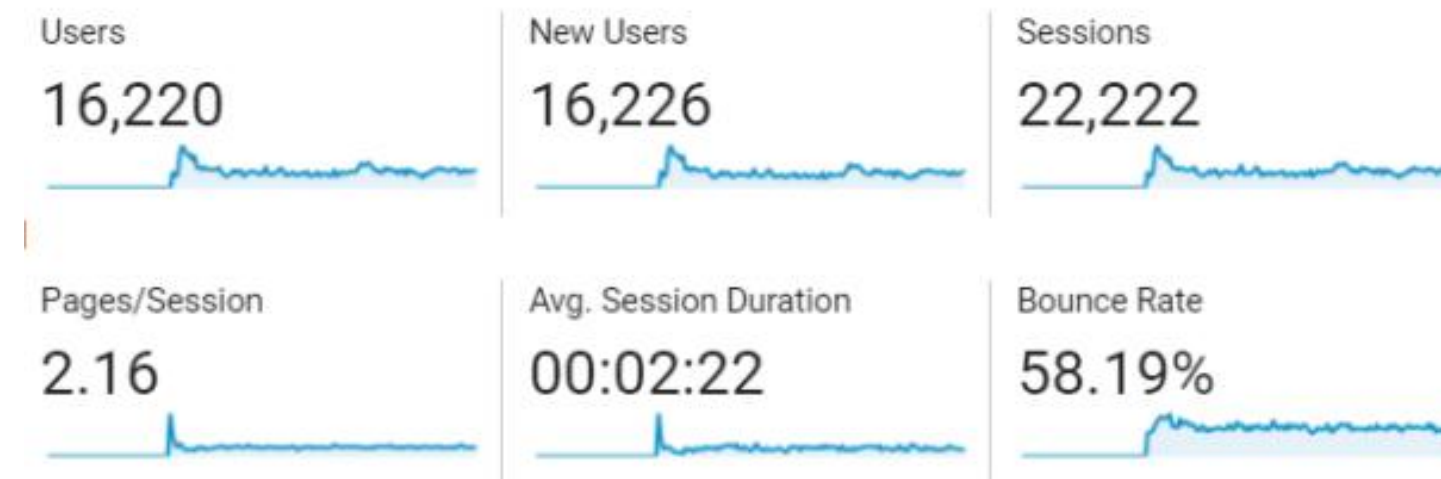 Users
New Users
Sessions
16,220
16,226
22,222
Pages/Session
Avg. Session Duration
Bounce Rate
2.16
00:02:22
58.19%